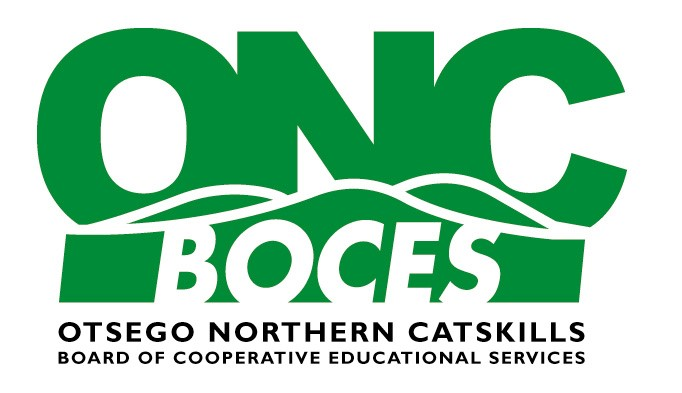 ONC
BOCES
OTSEGO NORTHERN CATSKILLS
BOARD OF COOPERATIVE EDUCATIONAL SERVICES